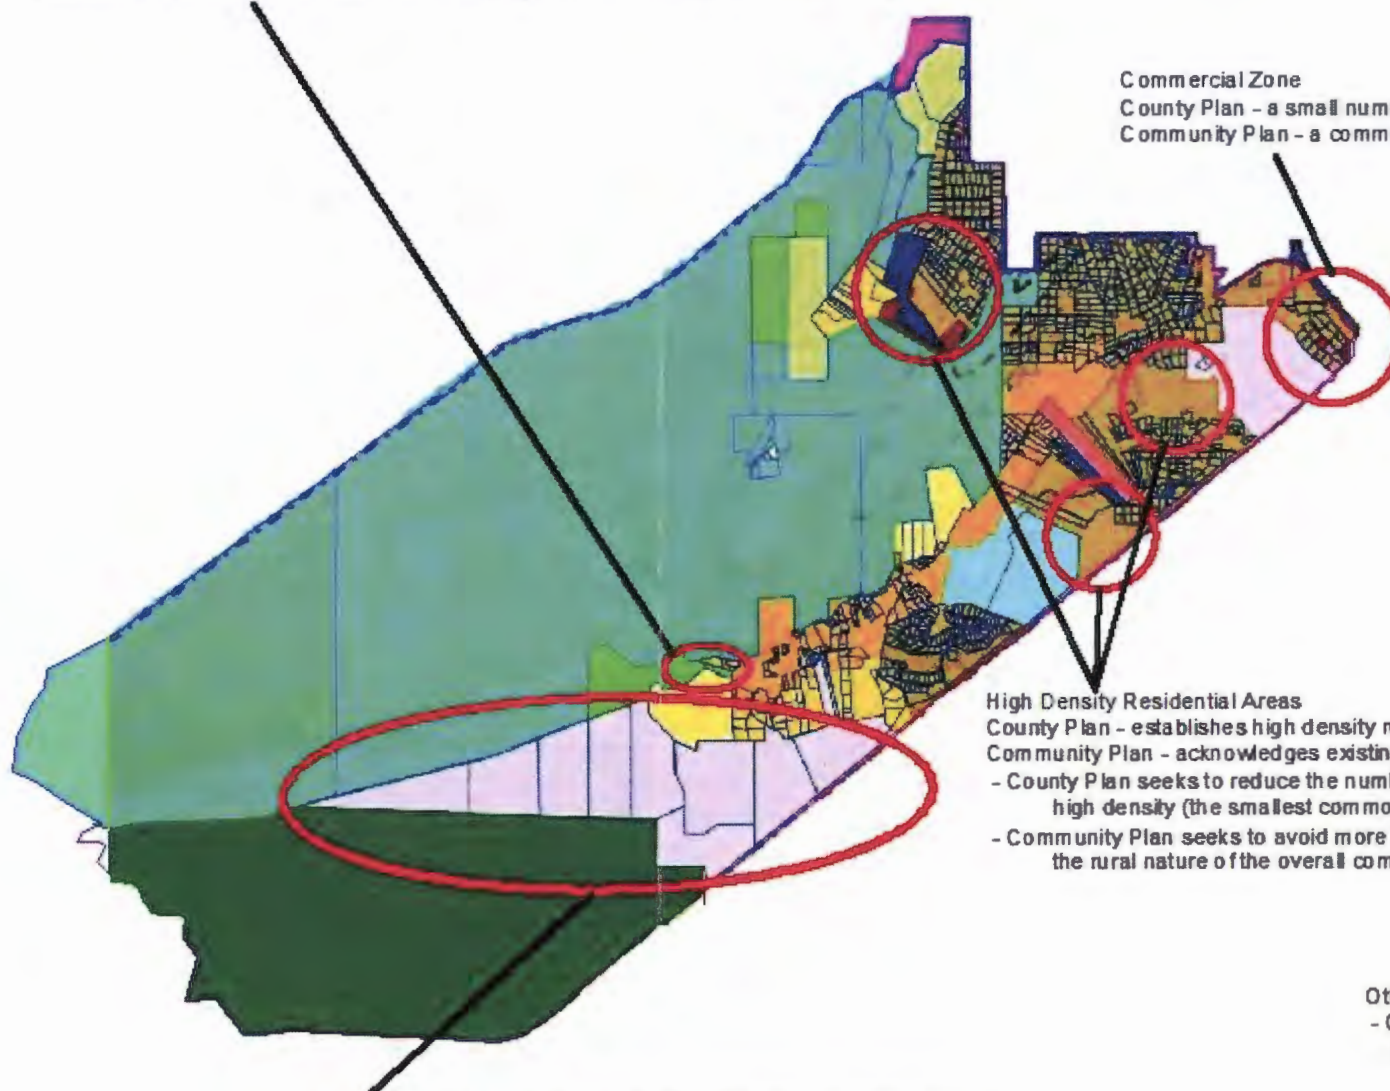 Commercial Zone
County Plan - a small num
Community Plan - a comm
High Density Residential Areas
County Plan - establishes high density
Community Plan - acknowledges existin
- County Plan seeks to reduce the num
high density (the smallest commo
- Community Plan seeks to avoid more
the rural nature of the overall com
Ot
-